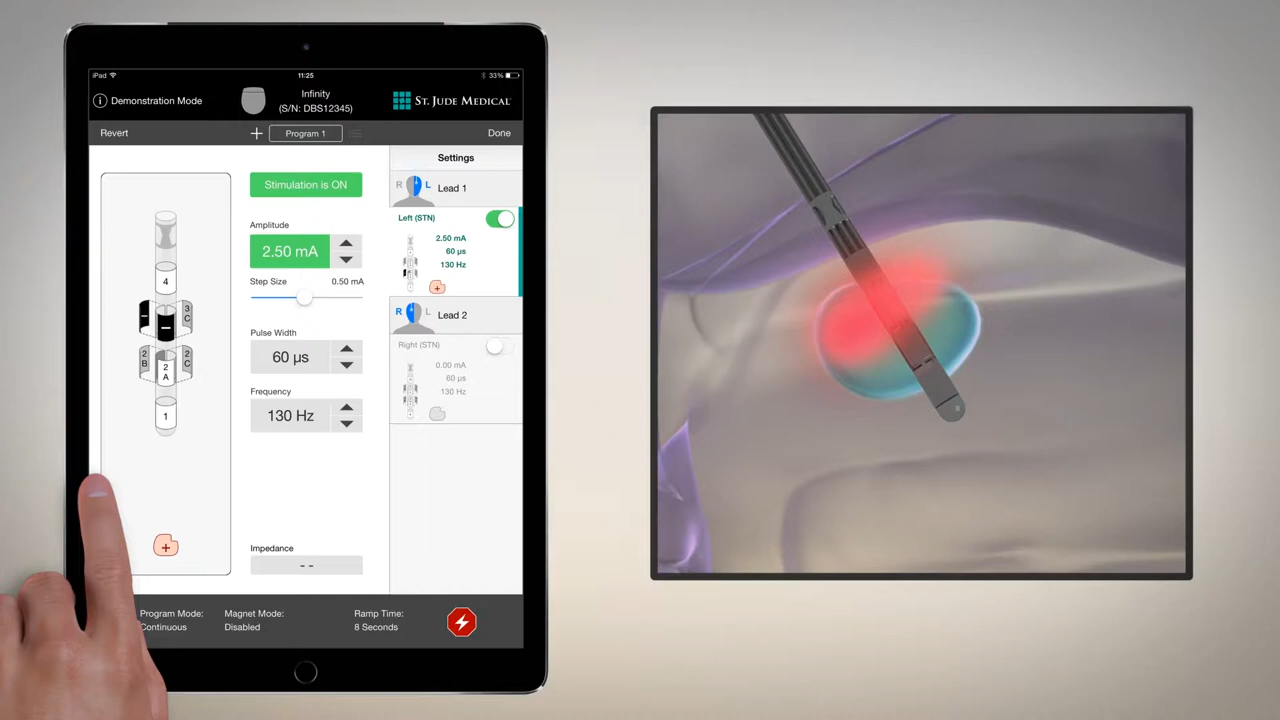 iPad 11:25 33%
Demonstration Mode
Infinity
(S/N: DBS12345)
ST. JUDE MEDICAL
Revert + Program 1 Done
Settings
Stimulation is ON
R L Lead 1
Left (STN)
Amplitude
2.50 mA
2.50 mA
60 µs
130 Hz
+
Step Size 0.50 mA
4
3
C
2
B
2
A
2
C
1
+
Pulse Width
60 µs
Frequency
130 Hz
R L Lead 2
Right (STN)
0.00 mA
60 µs
130 Hz
Impedance
- -
Program Mode:
Continuous
Magnet Mode:
Disabled
Ramp Time:
8 Seconds